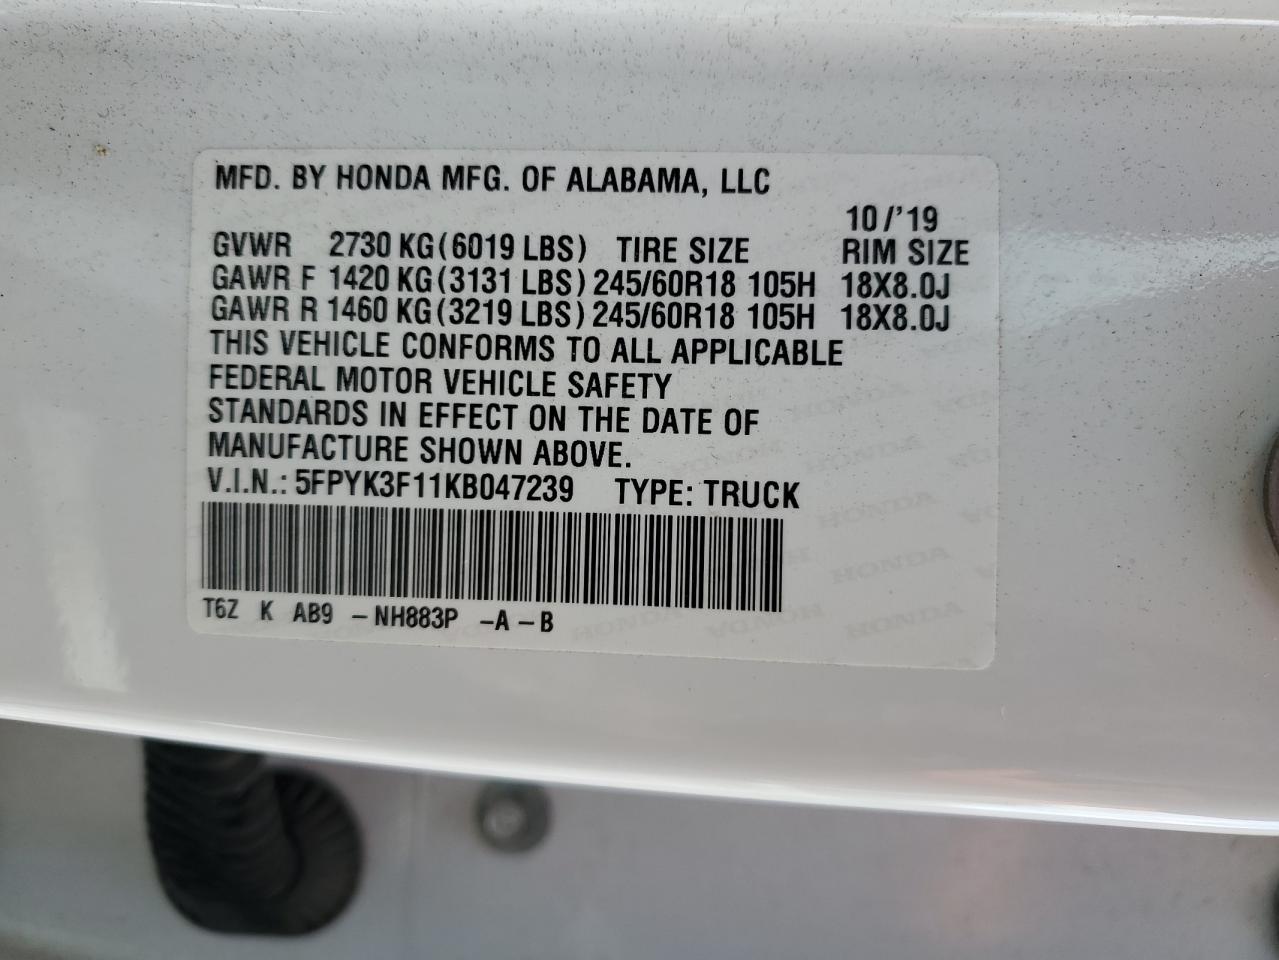 MFD. BY HONDA MFG. OF ALABAMA, LLC
10/'19
GVWR 2730 KG(6019 LBS) TIRE SIZE RIM SIZE
GAWR F 1420 KG(3131 LBS) 245/60R18 105H 18X8.0J
GAWR R 1460 KG(3219 LBS) 245/60R18 105H 18X8.0J
THIS VEHICLE CONFORMS TO ALL APPLICABLE
FEDERAL MOTOR VEHICLE SAFETY
STANDARDS IN EFFECT ON THE DATE OF
MANUFACTURE SHOWN ABOVE.
V.I.N.: 5FPYK3F11KB047239 TYPE: TRUCK
T6Z K AB9 -NH883P -A-B